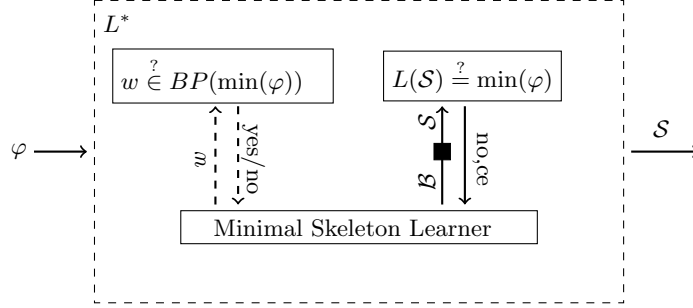 L*
w ∈? BP(min(φ))
L(𝒮) =? min(φ)
φ
w
yes/no
ℬ
𝒮
no,ce
𝒮
Minimal Skeleton Learner